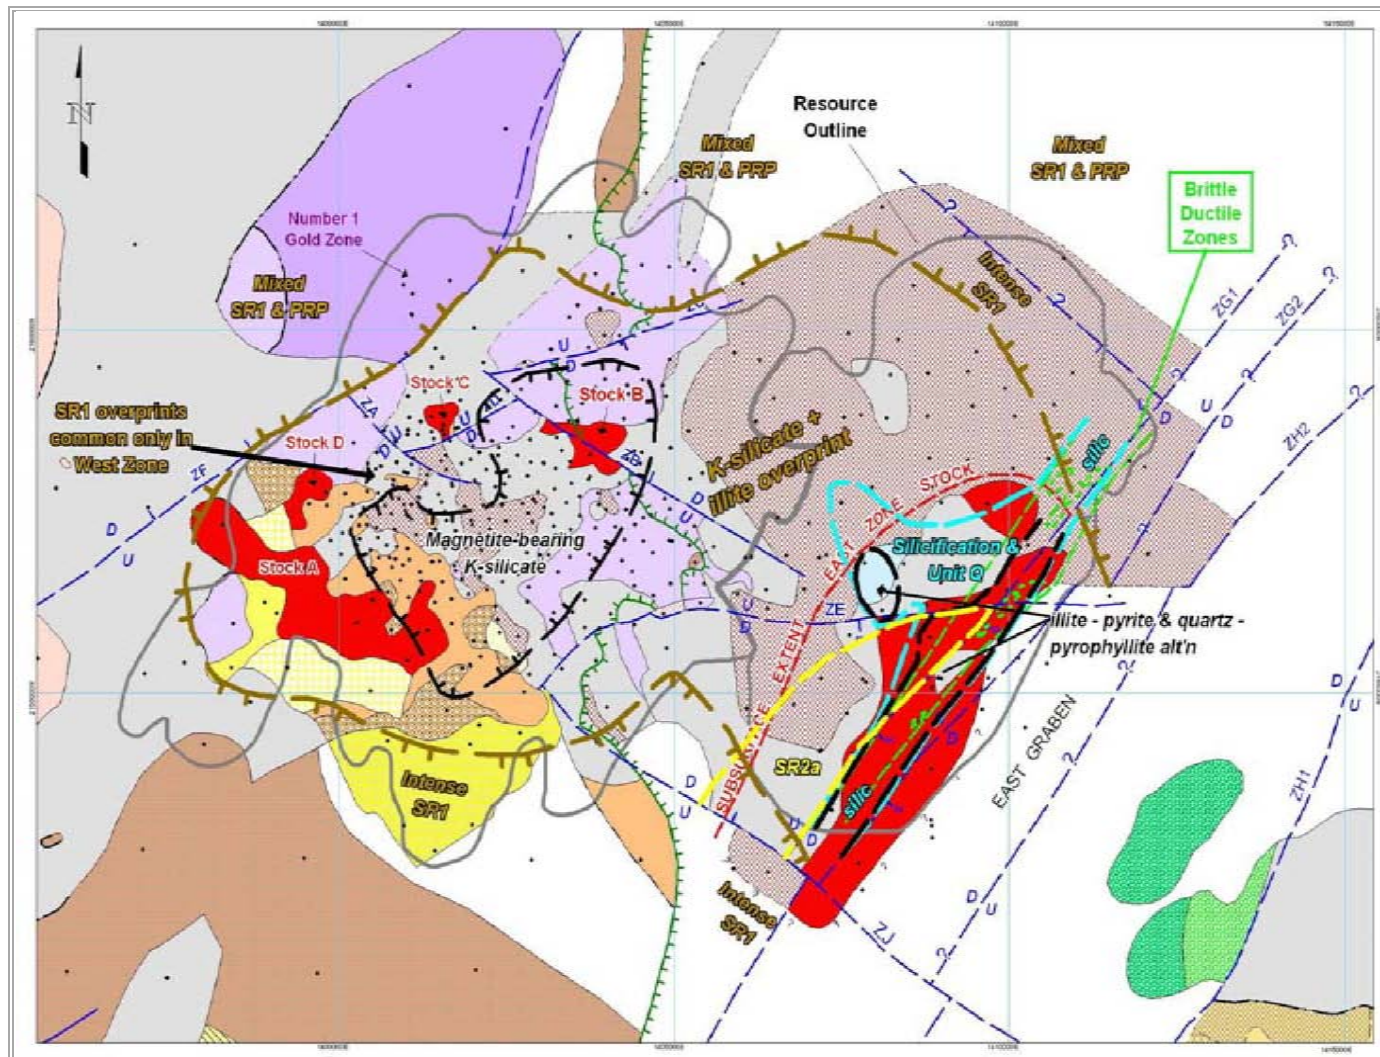 N
Resource
Outline
Mixed
SR1 & PRP
Mixed
SR1 & PRP
Brittle
Ductile
Zones
Number 1
Gold Zone
Mixed
SR1 & PRP
Intense
SR1
?
?
?
?
?
ZG1
ZG2
ZH2
U
D
U
D
U
D
Stock C
Stock B
ZA
D
U
U
D
SR1 overprints
common only in
West Zone
Stock D
ZF
D
U
ZB
D
U
K-silicate +
illite overprint
silic
Magnetite-bearing
K-silicate
Stock A
SUBSURFACE EXTENT EAST ZONE STOCK
Silicification &
Unit Q
ZE
U
D
illite - pyrite & quartz -
pyrophyllite alt'n
D
U
EAST GRABEN
ZH1
SR2a
silic
D
U
U
D
Intense
SR1
Intense
SR1
ZJ
D
U
?
?
?